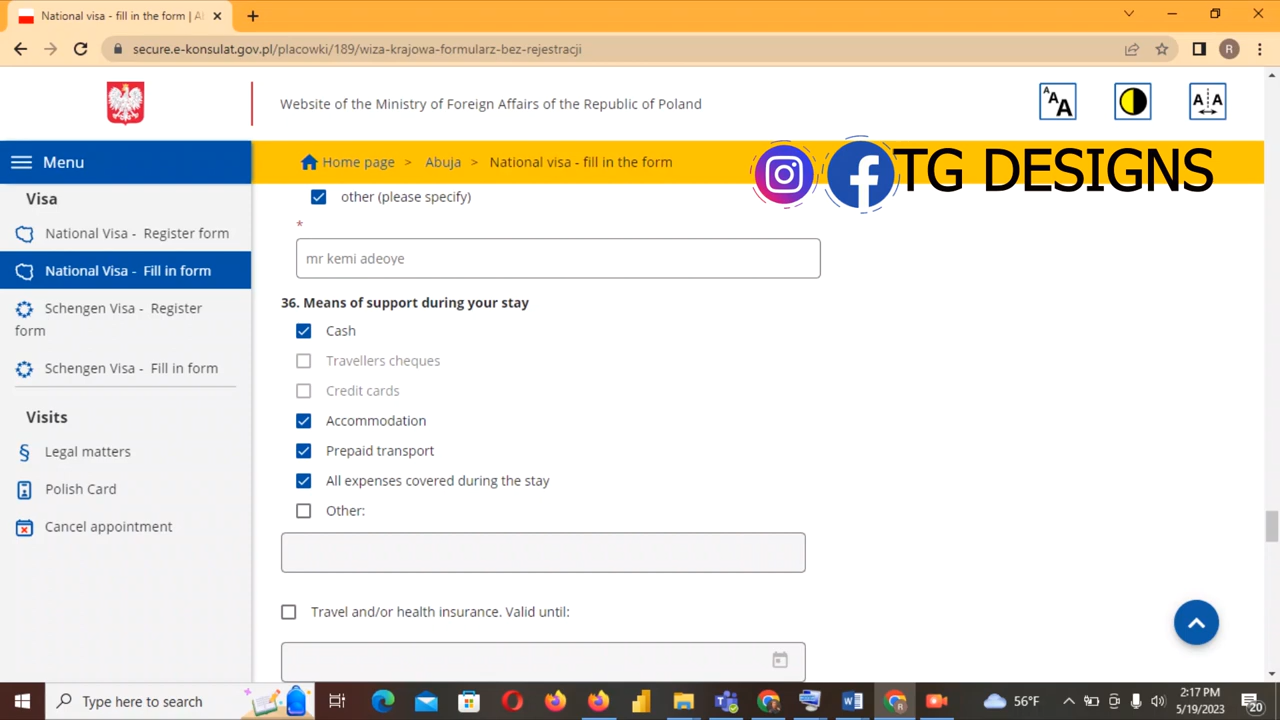 National visa - fill in the form | A
secure.e-konsulat.gov.pl/placowki/189/wiza-krajowa-formularz-bez-rejestracji
R
Website of the Ministry of Foreign Affairs of the Republic of Poland
A A A
A A
Menu
Home page > Abuja > National visa - fill in the form
TG DESIGNS
Visa
National Visa - Register form
National Visa - Fill in form
Schengen Visa - Register
form
Schengen Visa - Fill in form
Visits
§ Legal matters
Polish Card
Cancel appointment
other (please specify)
*
mr kemi adeoye
36. Means of support during your stay
Cash
Travellers cheques
Credit cards
Accommodation
Prepaid transport
All expenses covered during the stay
Other:
Travel and/or health insurance. Valid until:
Type here to search
56°F
2:17 PM
5/19/2023
20